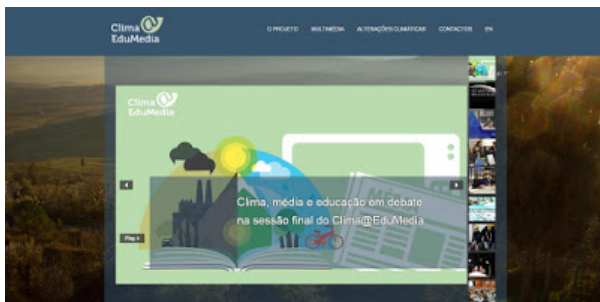 Clima@
EduMedia
O PROJETO MULTIMÉDIA ALTERAÇÕES CLIMÁTICAS CONTACTOS EN
Clima@
EduMedia
MÉDIA
Clima, média e educação em debate
na sessão final do Clima@EduMedia
Play